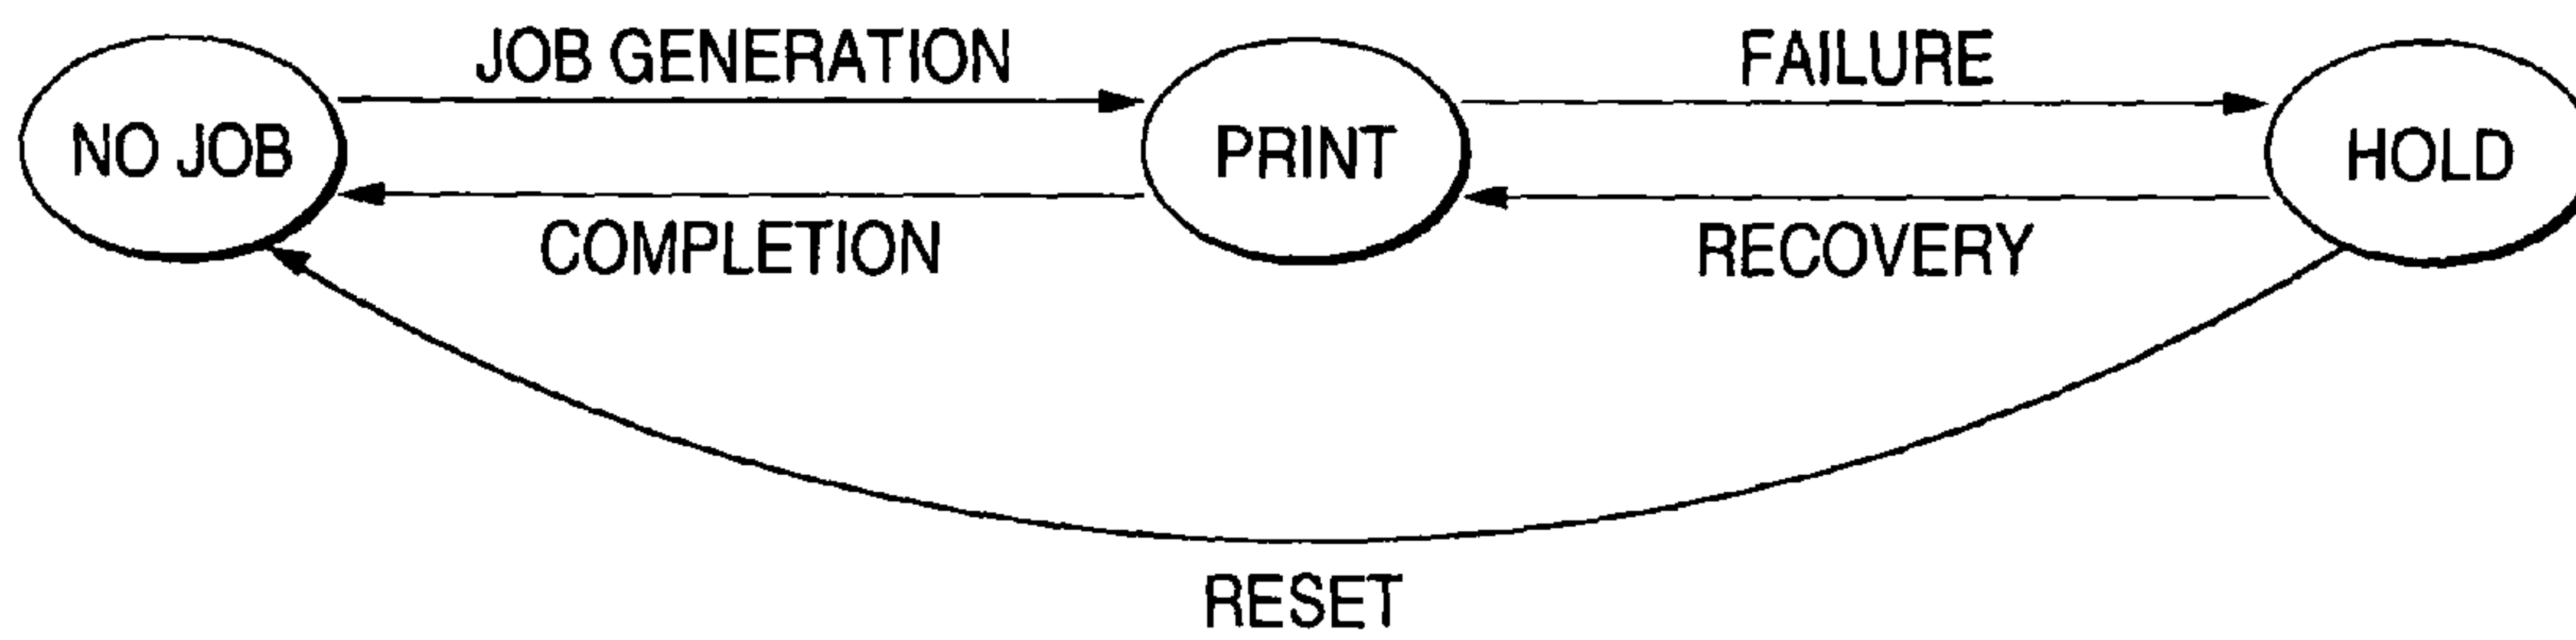 JOB GENERATION
FAILURE
NO JOB
PRINT
HOLD
COMPLETION
RECOVERY
RESET